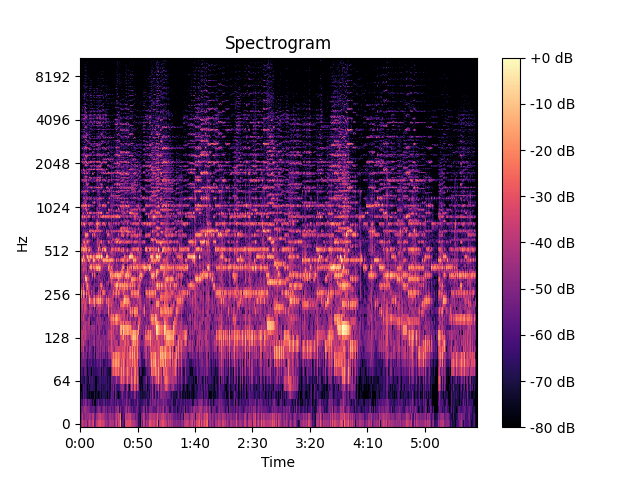 Spectrogram
Hz
8192
4096
2048
1024
512
256
128
64
0
0:00 0:50 1:40 2:30 3:20 4:10 5:00
Time
+0 dB
-10 dB
-20 dB
-30 dB
-40 dB
-50 dB
-60 dB
-70 dB
-80 dB